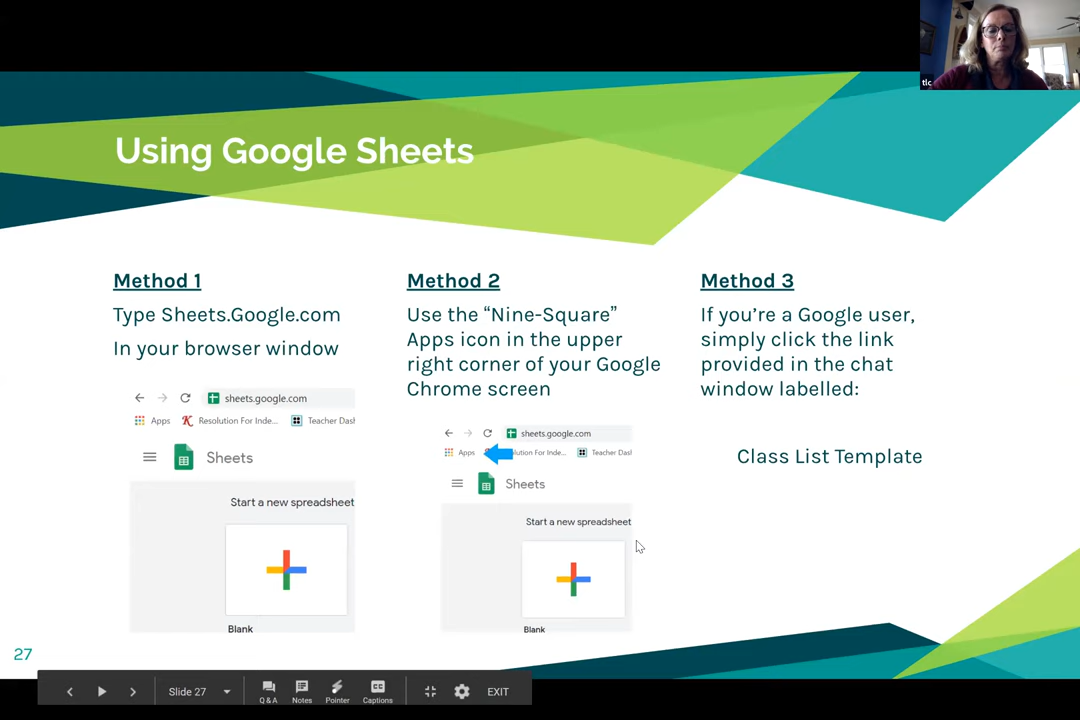 tlc
Using Google Sheets
Method 1
Type Sheets.Google.com
In your browser window
sheets.google.com
Apps
Resolution For Inde...
Teacher Dash
Sheets
Start a new spreadsheet
Blank
Method 2
Use the “Nine-Square”
Apps icon in the upper
right corner of your Google
Chrome screen
sheets.google.com
Apps
lution For Inde...
Teacher Dasl
Sheets
Start a new spreadsheet
Blank
Method 3
If you’re a Google user,
simply click the link
provided in the chat
window labelled:
Class List Template
27
Slide 27
Q & A
Notes
Pointer
CC
Captions
EXIT